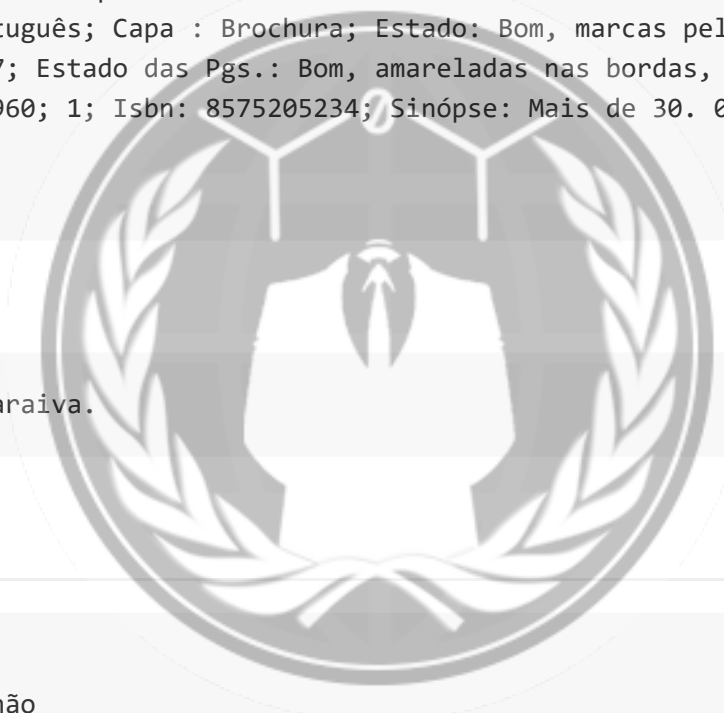 tuguês; Capa : Brochura; Estado: Bom, marcas pel
7; Estado das Pgs.: Bom, amareladas nas bordas,
960; 1; Isbn: 8575205234; Sinópse: Mais de 30. 0
araiva.
não